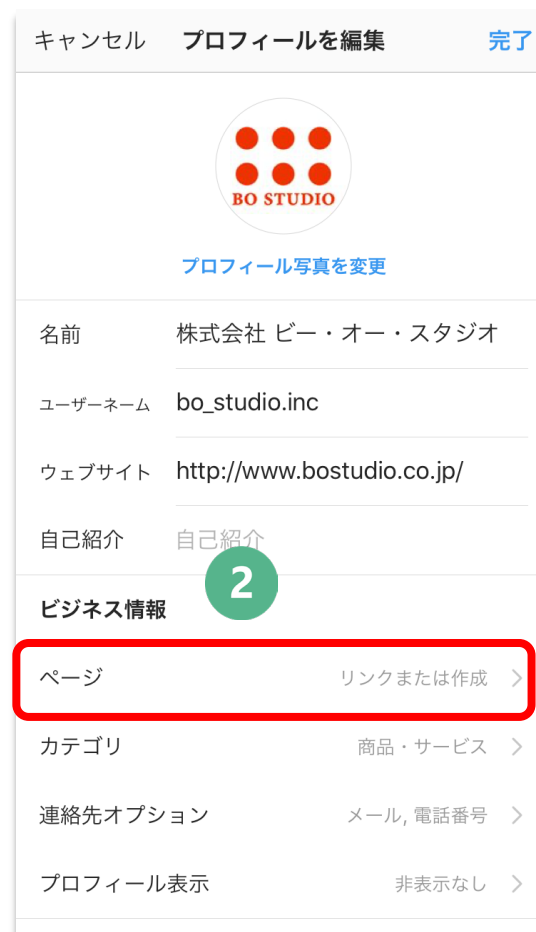 キャンセル プロフィールを編集 完了
BO STUDIO
プロフィール写真を変更
名前 株式会社 ビー・オー・スタジオ
ユーザーネーム bo_studio.inc
ウェブサイト http://www.bostudio.co.jp/
自己紹介 自己紹介
2
ビジネス情報
ページ リンクまたは作成
カテゴリ 商品・サービス
連絡先オプション メール, 電話番号
プロフィール表示 非表示なし